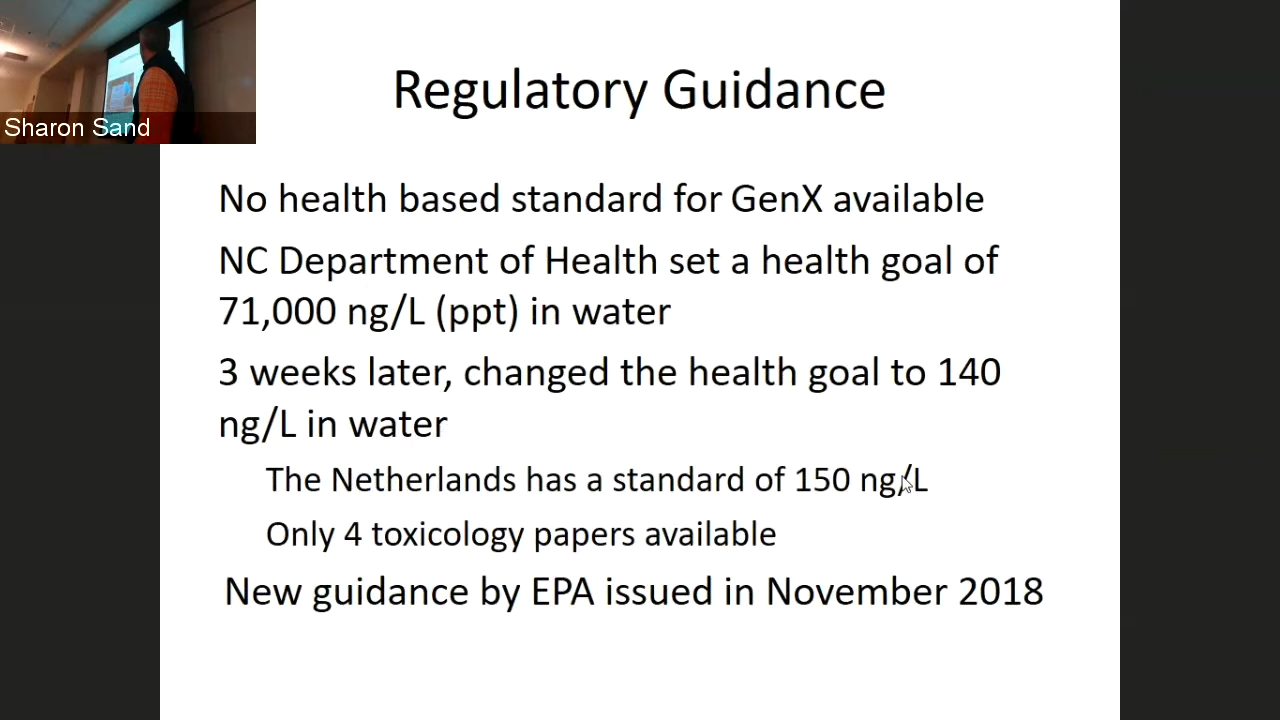 Sharon Sand
Regulatory Guidance
No health based standard for GenX available
NC Department of Health set a health goal of
71,000 ng/L (ppt) in water
3 weeks later, changed the health goal to 140
ng/L in water
The Netherlands has a standard of 150 ng/L
Only 4 toxicology papers available
New guidance by EPA issued in November 2018